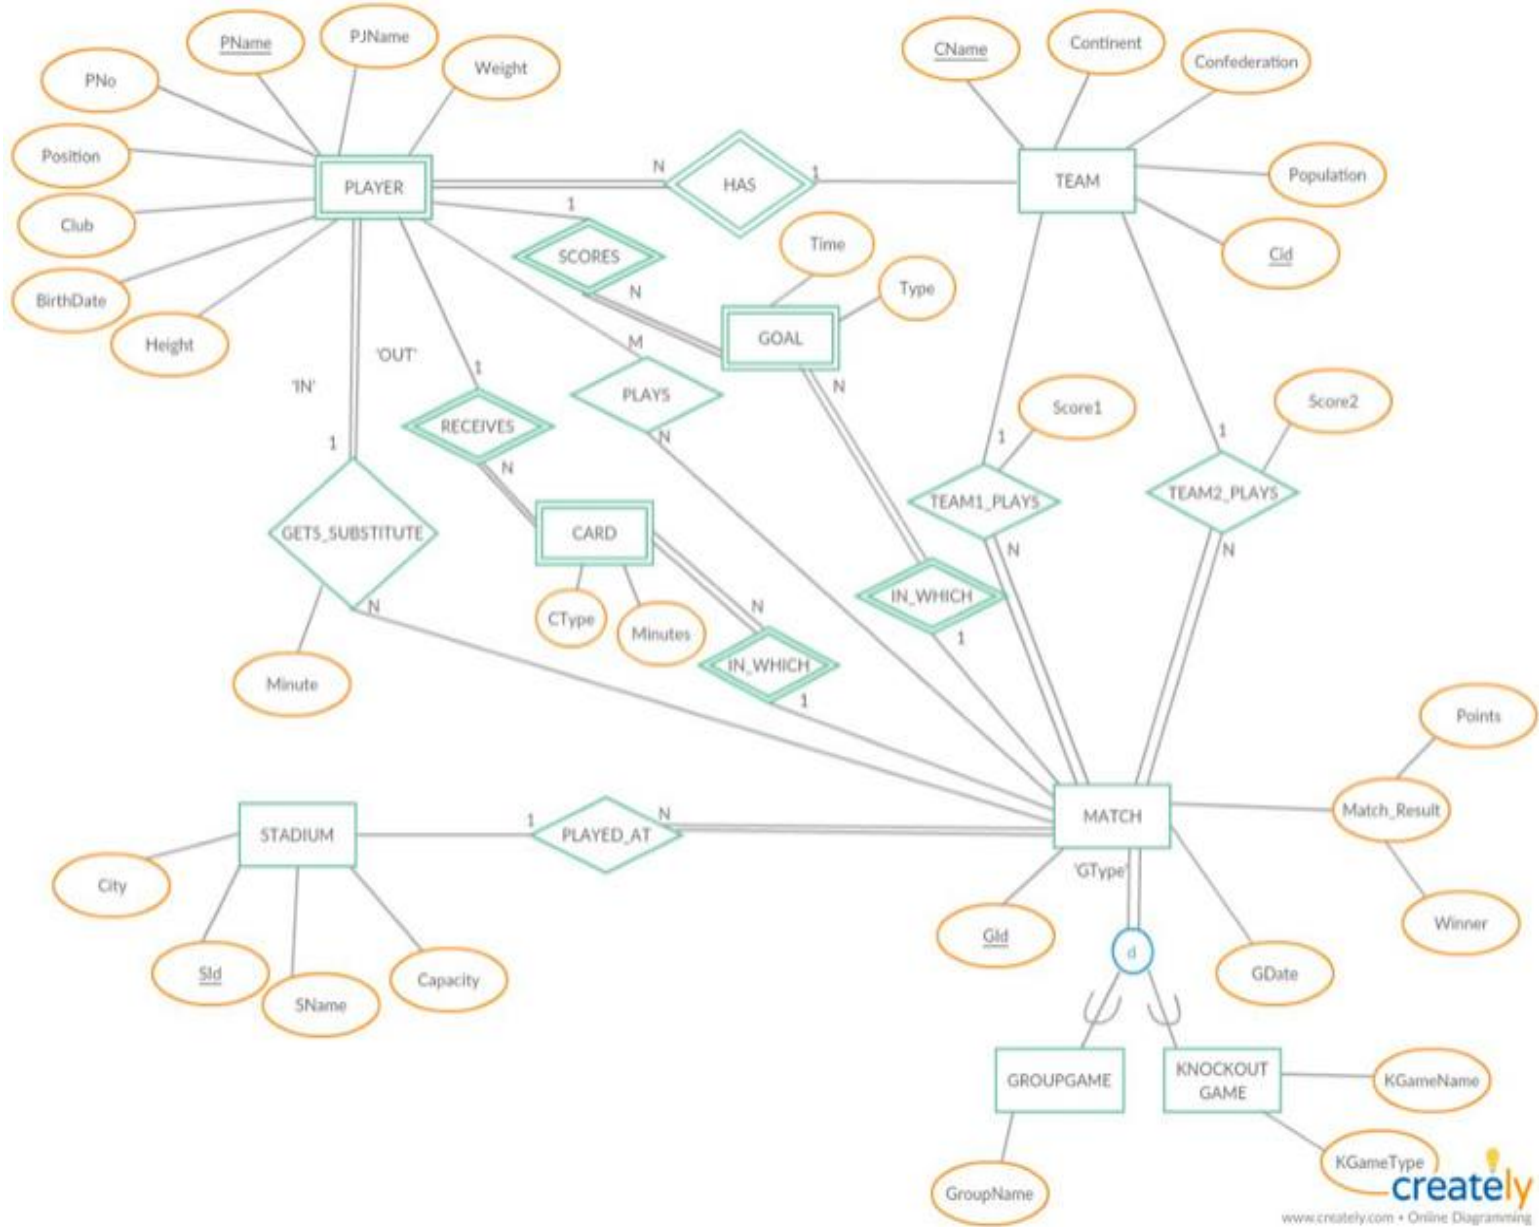 PName
PJName
Weight
PNo
Position
Club
BirthDate
Height
PLAYER
N
HAS
1
TEAM
CName
Continent
Confederation
Population
Cid
1
SCORES
N
Time
Type
GOAL
N
M
PLAYS
N
'IN'
'OUT'
1
GETS_SUBSTITUTE
N
Minute
1
RECEIVES
N
CARD
CType
Minutes
N
IN_WHICH
1
IN_WHICH
1
Score1
1
TEAM1_PLAYS
N
Score2
1
TEAM2_PLAYS
N
STADIUM
1
PLAYED_AT
N
MATCH
City
SId
SName
Capacity
Points
Match_Result
Winner
'GType'
GId
GDate
d
GROUPGAME
KNOCKOUT
GAME
GroupName
KGameName
KGameType
creately
www.creately.com • Online Diagramming